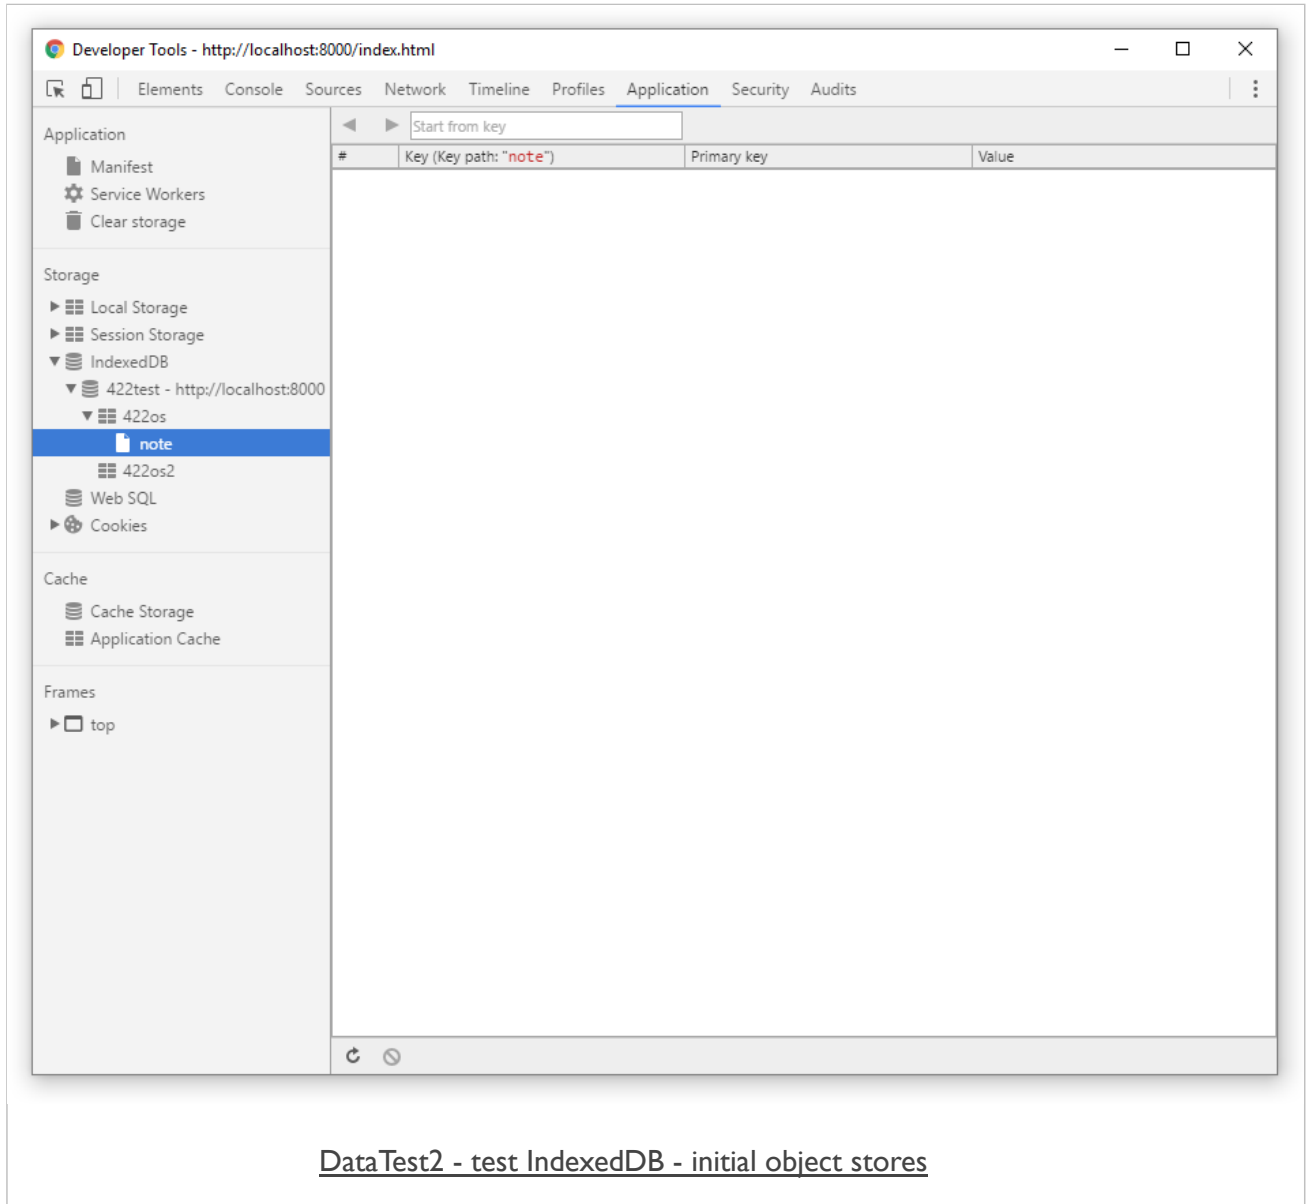 Developer Tools - http://localhost:8000/index.html
Elements Console Sources Network Timeline Profiles Application Security Audits
Application
Manifest
Service Workers
Clear storage
Storage
Local Storage
Session Storage
IndexedDB
422test - http://localhost:8000
422os
note
422os2
Web SQL
Cookies
Cache
Cache Storage
Application Cache
Frames
top
Start from key
# Key (Key path: "note") Primary key Value
DataTest2 - test IndexedDB - initial object stores